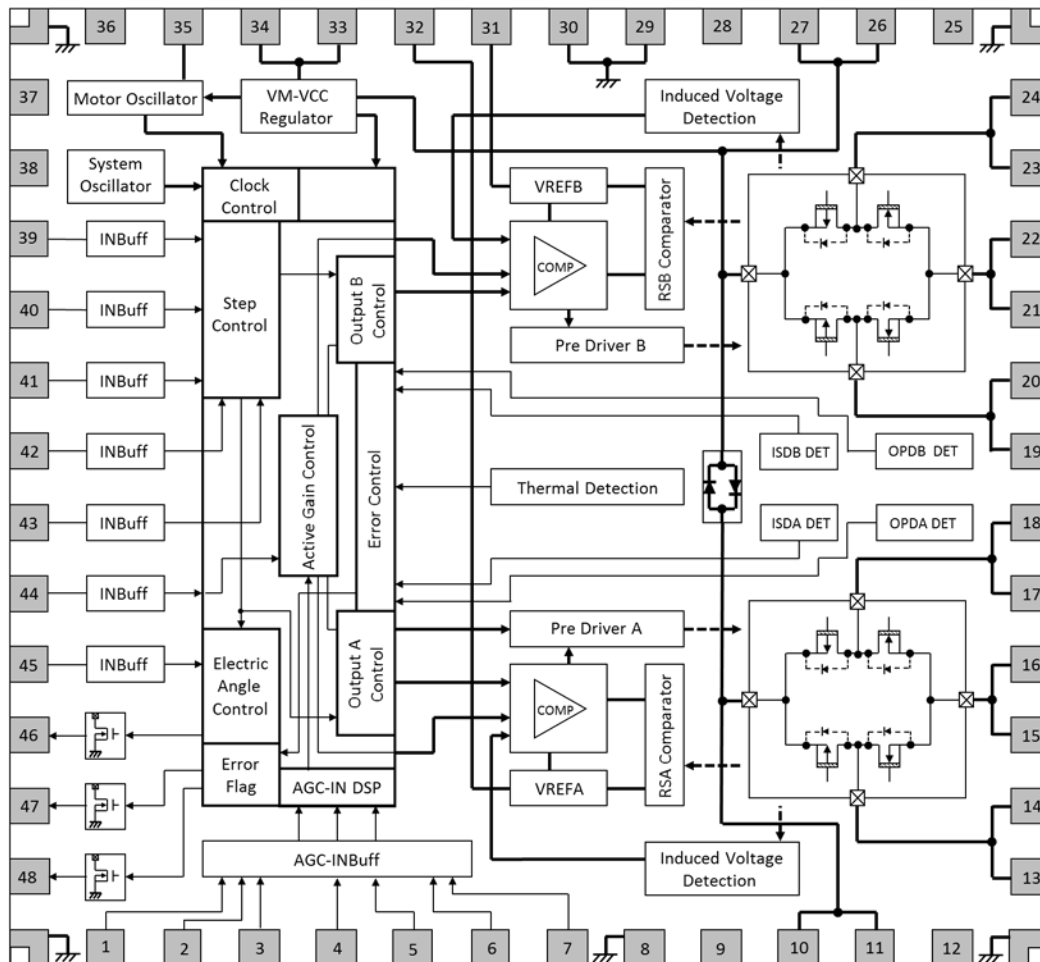 36
35
34
33
32
31
30
29
28
27
26
25
37
Motor Oscillator
VM-VCC
Regulator
Induced Voltage
Detection
24
38
System
Oscillator
Clock
Control
VREFB
23
39
INBuff
COMP
RSB Comparator
22
40
INBuff
Step
Control
Output B
Control
21
Pre Driver B
41
INBuff
20
42
INBuff
ISDB DET
OPDB DET
19
Active Gain Control
Error Control
Thermal Detection
43
INBuff
ISDA DET
OPDA DET
18
44
INBuff
17
Pre Driver A
45
INBuff
Electric
Angle
Control
Output A
Control
16
COMP
RSA Comparator
46
15
Error
Flag
AGC-IN DSP
VREFA
47
14
48
AGC-INBuff
Induced Voltage
Detection
13
1
2
3
4
5
6
7
8
9
10
11
12